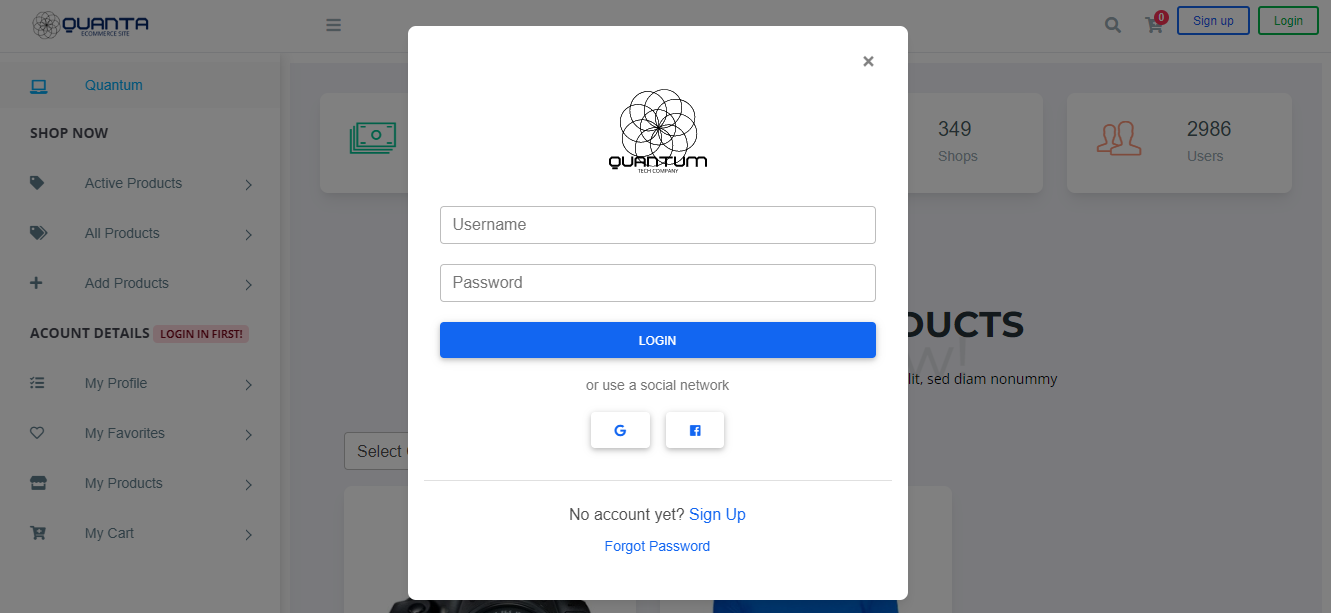 QUANTA
ECOMMERCE SITE
0
Sign up
Login
Quantum
SHOP NOW
Active Products
All Products
Add Products
ACOUNT DETAILS LOGIN IN FIRST!
My Profile
My Favorites
My Products
My Cart
×
QUANTUM
TECH COMPANY
Username
Password
LOGIN
or use a social network
G
No account yet? Sign Up
Forgot Password
349
Shops
2986
Users
sed diam nonummy
Select